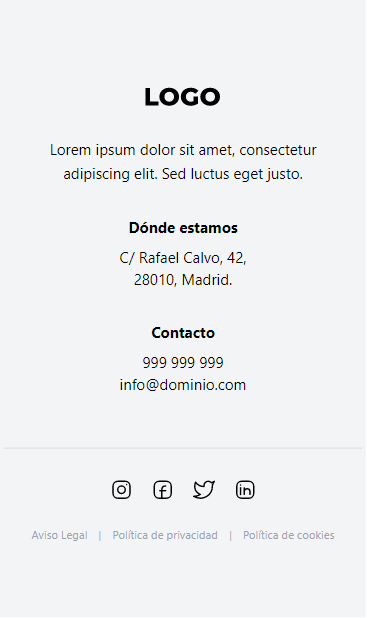 LOGO
Lorem ipsum dolor sit amet, consectetur
adipiscing elit. Sed luctus eget justo.
Dónde estamos
C/ Rafael Calvo, 42,
28010, Madrid.
Contacto
999 999 999
info@dominio.com
Aviso Legal | Política de privacidad | Política de cookies